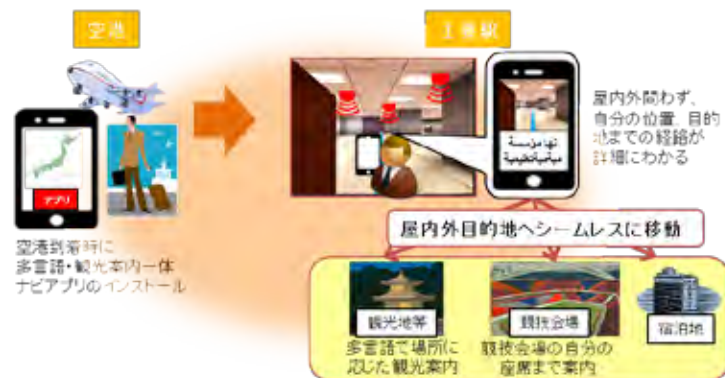 空港
主要駅
アプリ
空港到着時に
多言語・観光案内一体
ナビアプリのインストール
屋内外問わず、
自分の位置、目的
地までの経路が
詳細にわかる
屋内外目的地へシームレスに移動
観光地等
多言語で場所に
応じた観光案内
競技会場
競技会場の自分の
座席まで案内
宿泊地